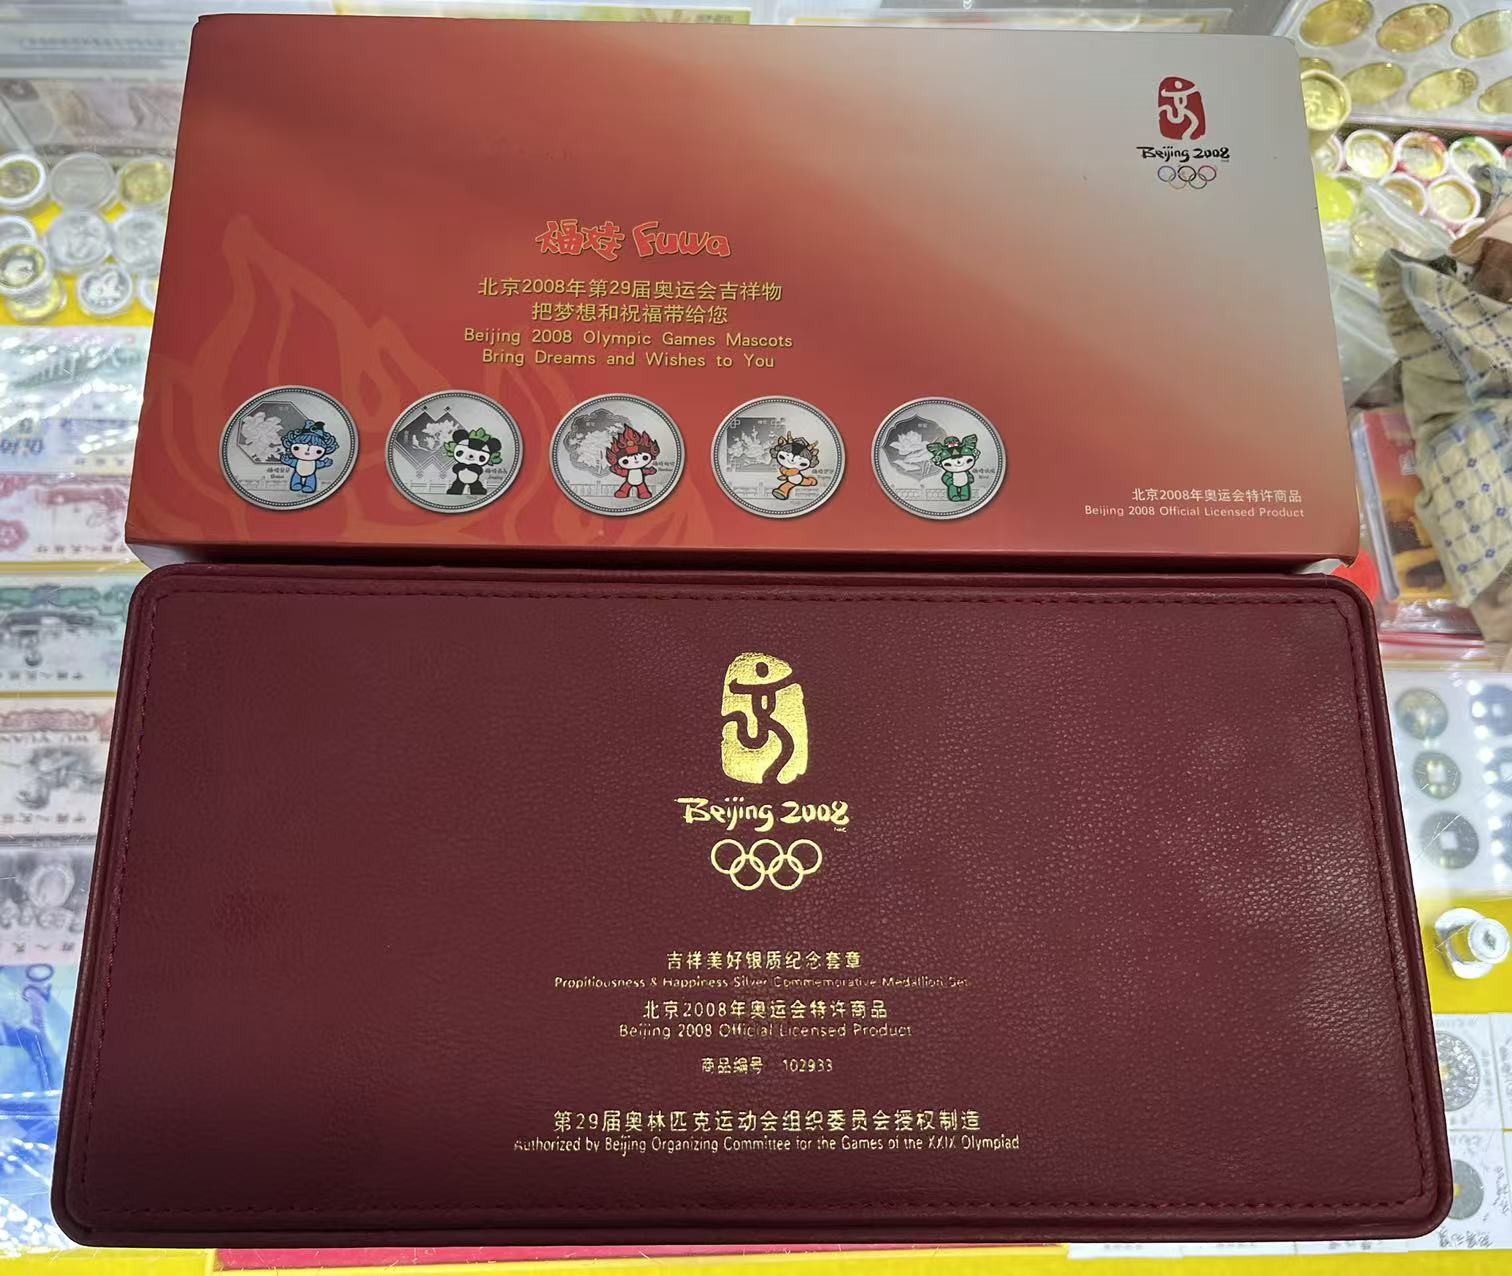 Beijing 2008
福娃 Fuwa
北京2008年第29届奥运会吉祥物
把梦想和祝福带给您
Beijing 2008 Olympic Games Mascots
Bring Dreams and Wishes to You
北京2008年奥运会特许商品
Beijing 2008 Official Licensed Product
Beijing 2008
吉祥美好银质纪念套章
Propitiousness & Happiness Silver Commemorative Medallion Set
北京2008年奥运会特许商品
Beijing 2008 Official Licensed Product
商品编号 102933
第29届奥林匹克运动会组织委员会授权制造
Authorized by Beijing Organizing Committee for the Games of the XXIX Olympiad
20